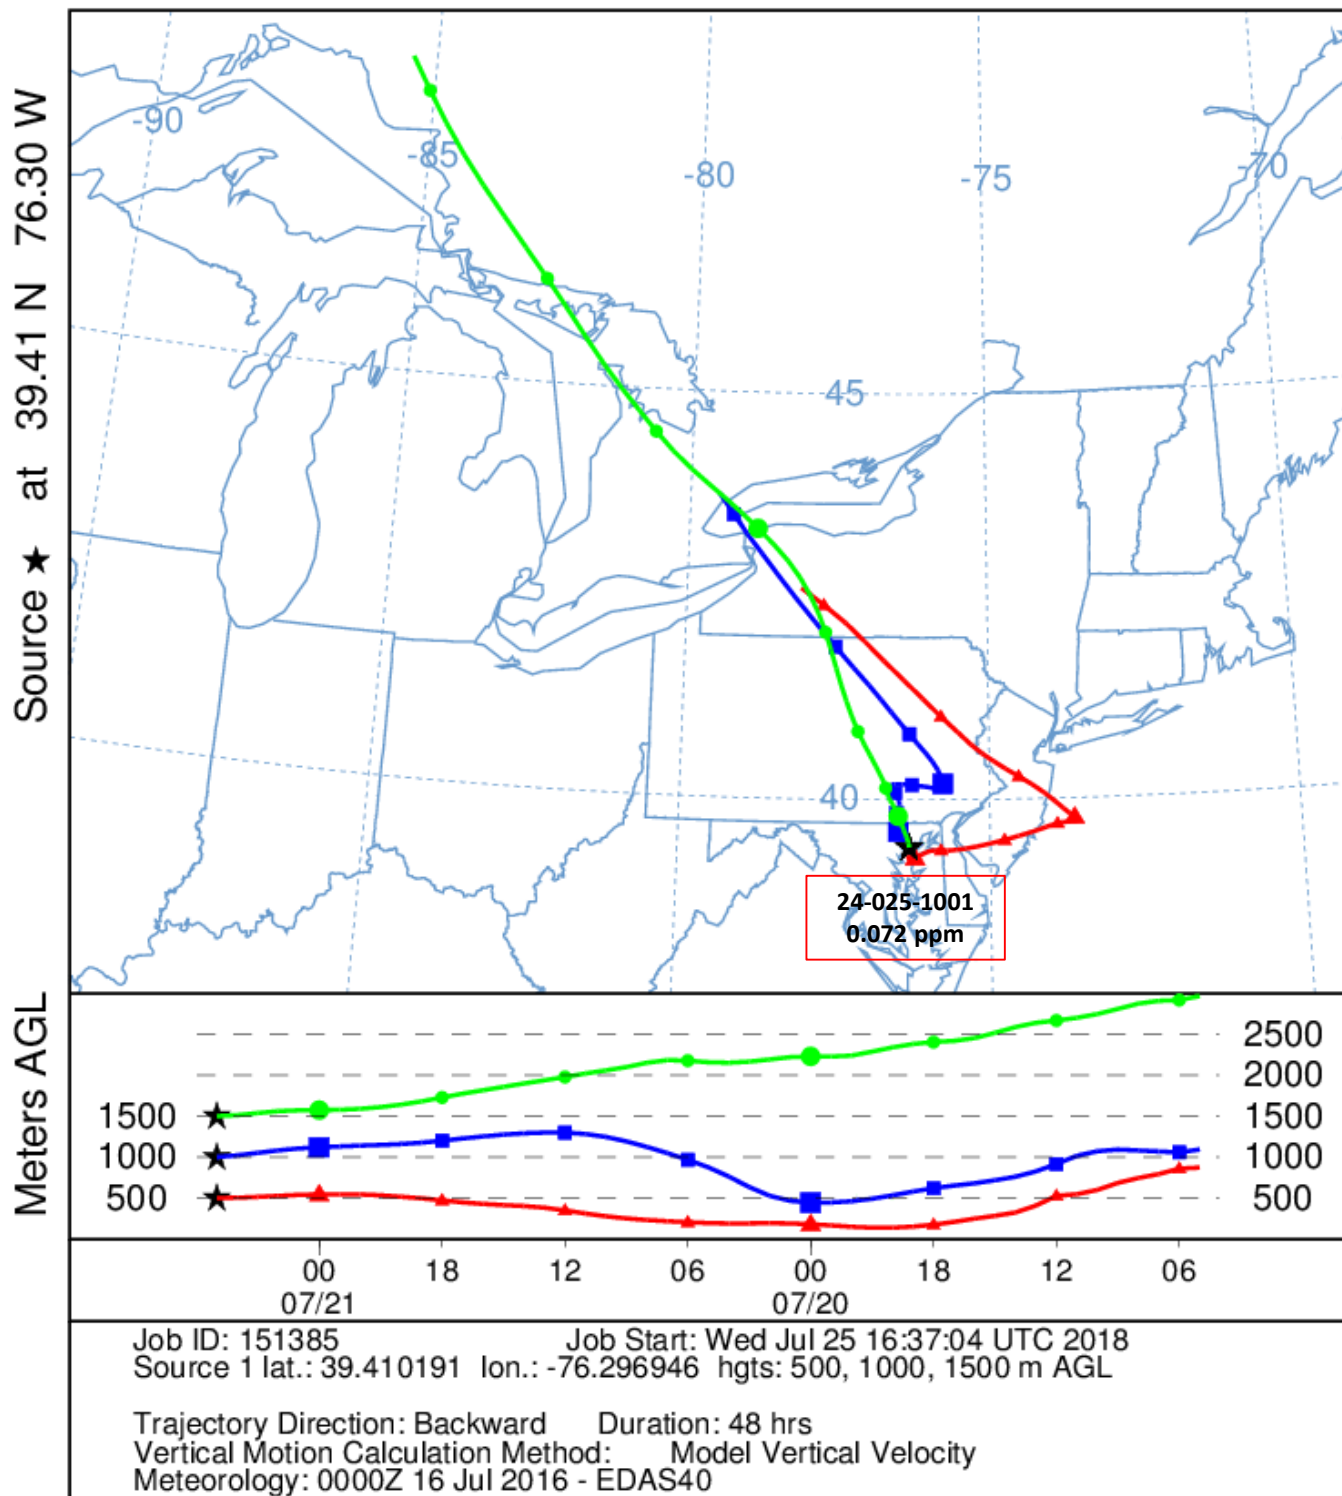 Source ★ at 39.41 N 76.30 W
-90
-85
-80
-75
-70
45
40
24-025-1001
0.072 ppm
Meters AGL
2500
2000
1500 1500
1000 1000
500 500
00 18 12 06 00 18 12 06
07/21 07/20
Job ID: 151385 Job Start: Wed Jul 25 16:37:04 UTC 2018
Source 1 lat.: 39.410191 lon.: -76.296946 hgts: 500, 1000, 1500 m AGL
Trajectory Direction: Backward Duration: 48 hrs
Vertical Motion Calculation Method: Model Vertical Velocity
Meteorology: 0000Z 16 Jul 2016 - EDAS40